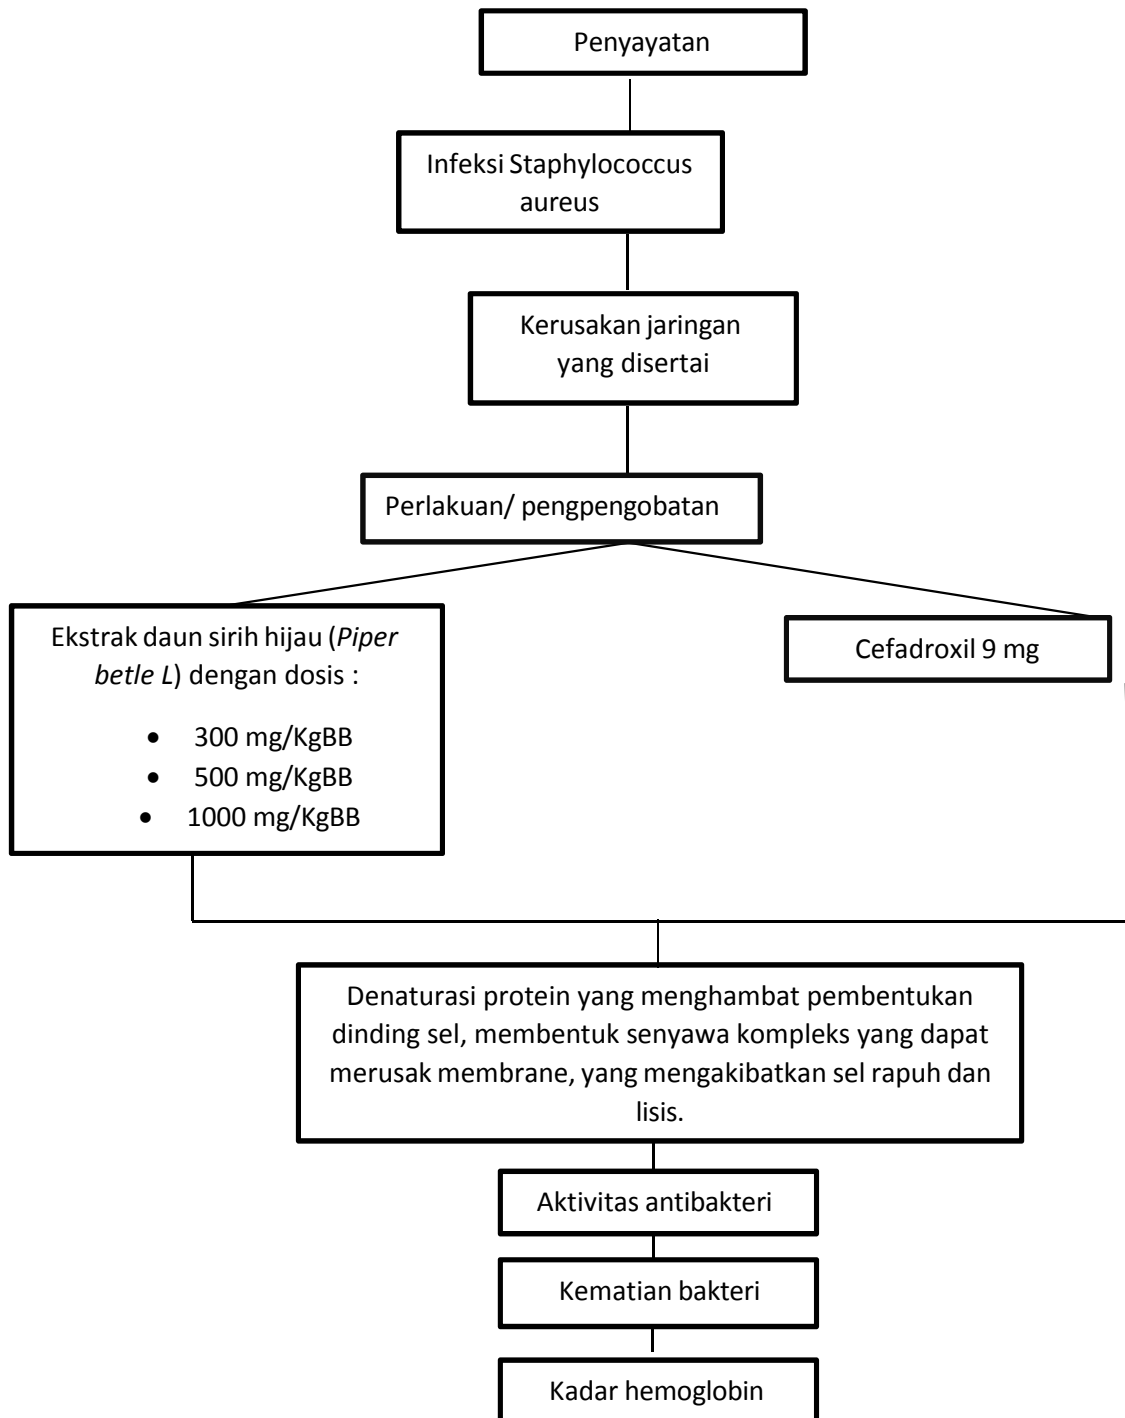 Penyayatan
Infeksi Staphylococcus
aureus
Kerusakan jaringan
yang disertai
Perlakuan/ pengpengobatan
Ekstrak daun sirih hijau (Piper
betle L) dengan dosis :
• 300 mg/KgBB
• 500 mg/KgBB
• 1000 mg/KgBB
Cefadroxil 9 mg
Denaturasi protein yang menghambat pembentukan
dinding sel, membentuk senyawa kompleks yang dapat
merusak membrane, yang mengakibatkan sel rapuh dan
lisis.
Aktivitas antibakteri
Kematian bakteri
Kadar hemoglobin